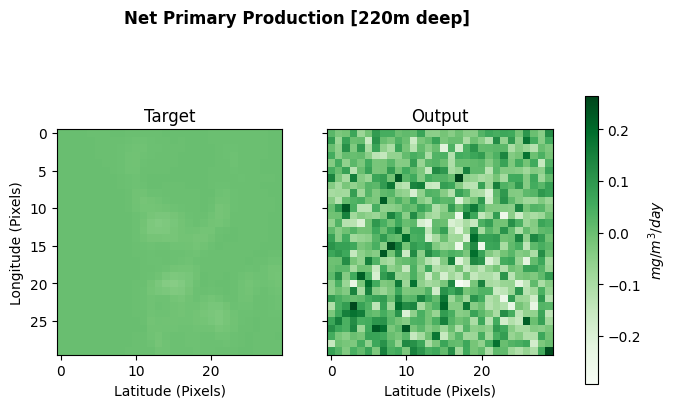 Net Primary Production [220m deep]
Target
Output
0
5
10
15
20
25
Longitude (Pixels)
0
10
20
Latitude (Pixels)
0
10
20
Latitude (Pixels)
0.2
0.1
0.0
−0.1
−0.2
mg/m³/day